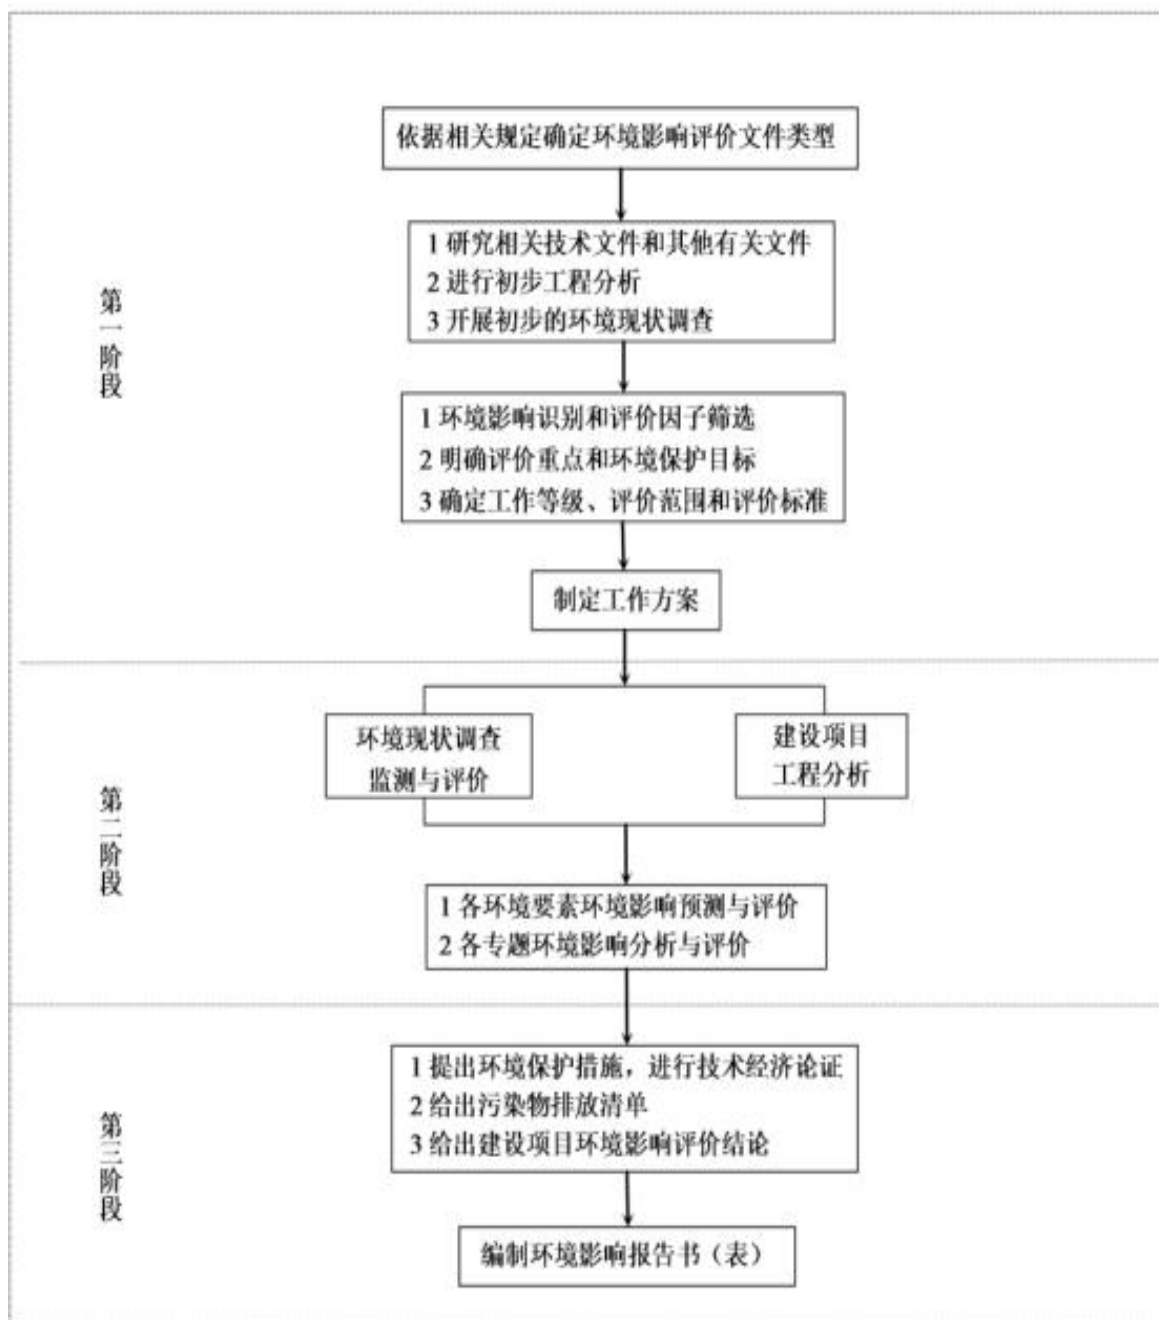 依据相关规定确定环境影响评价文件类型
1 研究相关技术文件和其他有关文件
2 进行初步工程分析
3 开展初步的环境现状调查
第一阶段
1 环境影响识别和评价因子筛选
2 明确评价重点和环境保护目标
3 确定工作等级、评价范围和评价标准
制定工作方案
环境现状调查
监测与评价
建设项目
工程分析
第二阶段
1 各环境要素环境影响预测与评价
2 各专题环境影响分析与评价
1 提出环境保护措施，进行技术经济论证
2 给出污染物排放清单
3 给出建设项目环境影响评价结论
第三阶段
编制环境影响报告书（表）